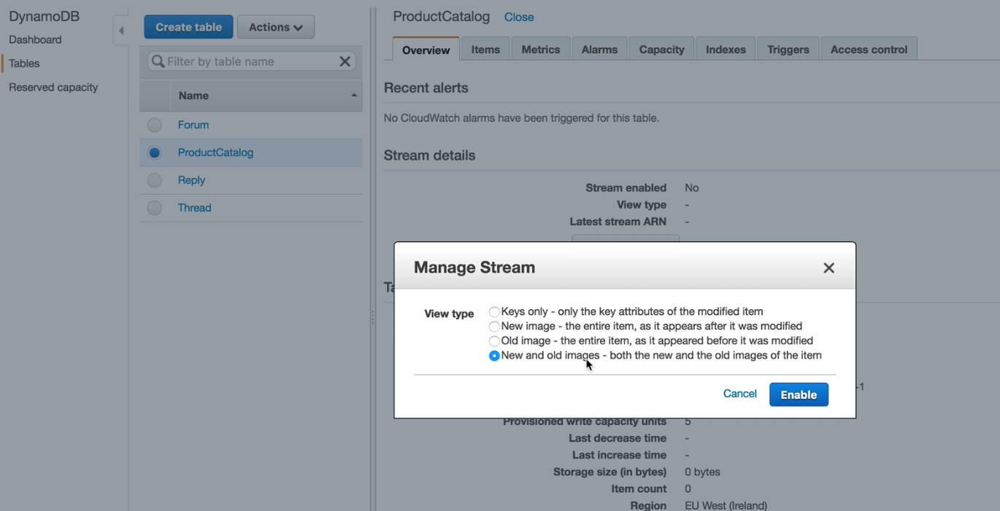 DynamoDB
Dashboard
Tables
Reserved capacity
Create table
Actions
Filter by table name
Name
Forum
ProductCatalog
Reply
Thread
ProductCatalog Close
Overview Items Metrics Alarms Capacity Indexes Triggers Access control
Recent alerts
No CloudWatch alarms have been triggered for this table.
Stream details
Stream enabled No
View type -
Latest stream ARN -
Manage Stream
View type
Keys only - only the key attributes of the modified item
New image - the entire item, as it appears after it was modified
Old image - the entire item, as it appeared before it was modified
New and old images - both the new and the old images of the item
Cancel Enable
-1
Provisioned write capacity units 5
Last decrease time -
Last increase time -
Storage size (in bytes) 0 bytes
Item count 0
Region EU West (Ireland)